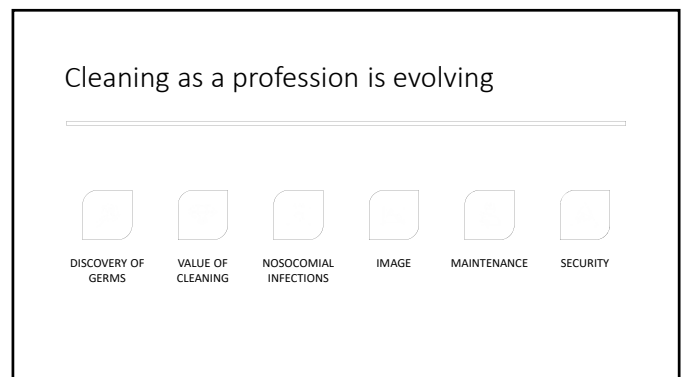 Cleaning as a profession is evolving
DISCOVERY OF
GERMS
VALUE OF
CLEANING
NOSOCOMIAL
INFECTIONS
IMAGE
MAINTENANCE
SECURITY